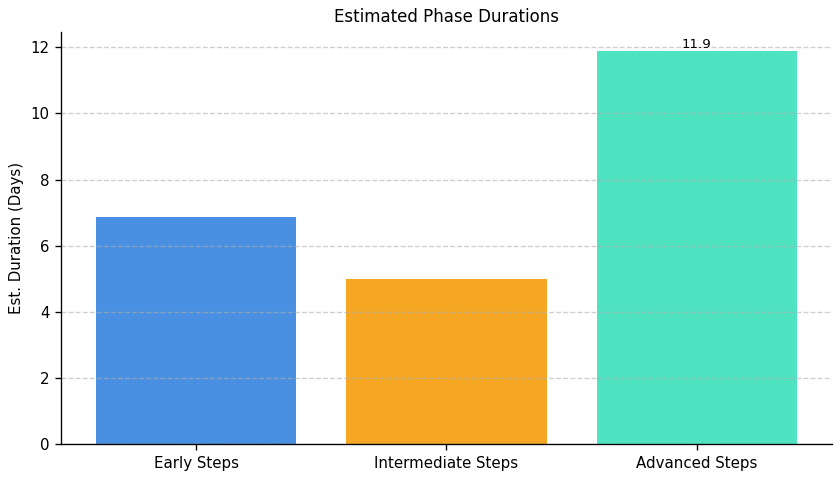 Estimated Phase Durations
Est. Duration (Days)
12
10
8
6
4
2
0
11.9
Early Steps
Intermediate Steps
Advanced Steps